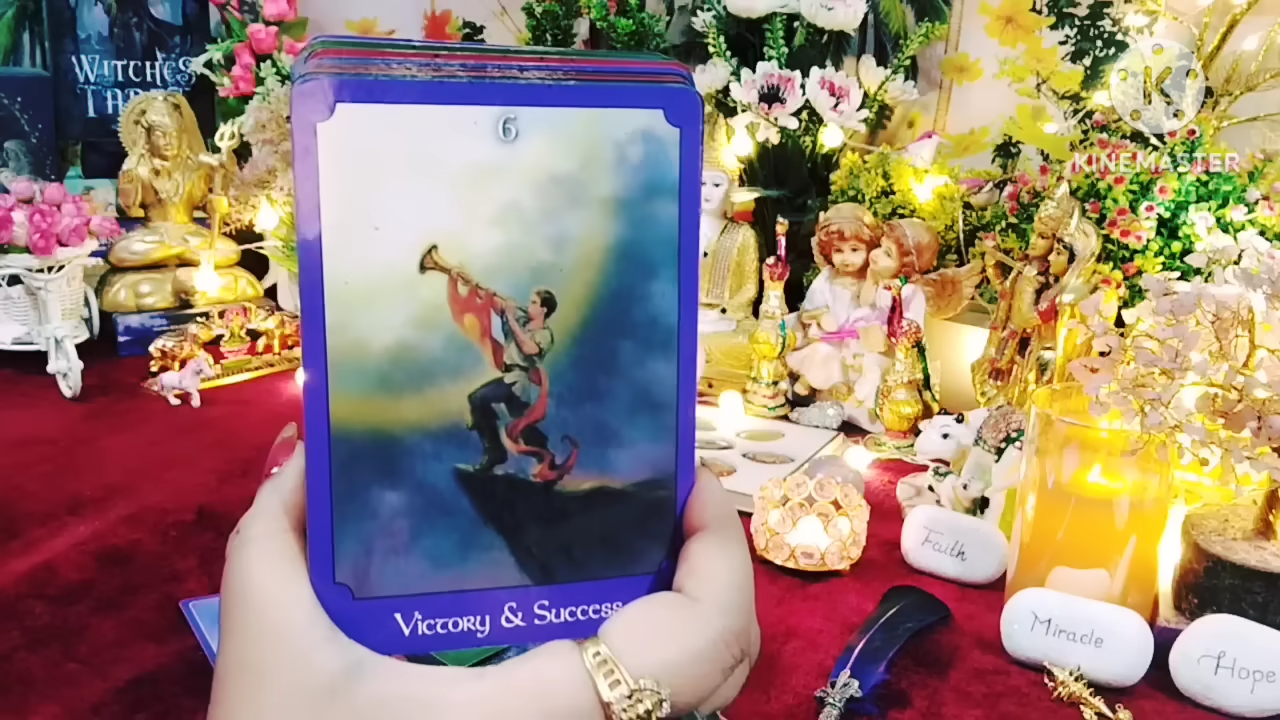 WITCHES
TAROT
6
K
KINEMASTER
Faith
Miracle
Hope
Victory & Success